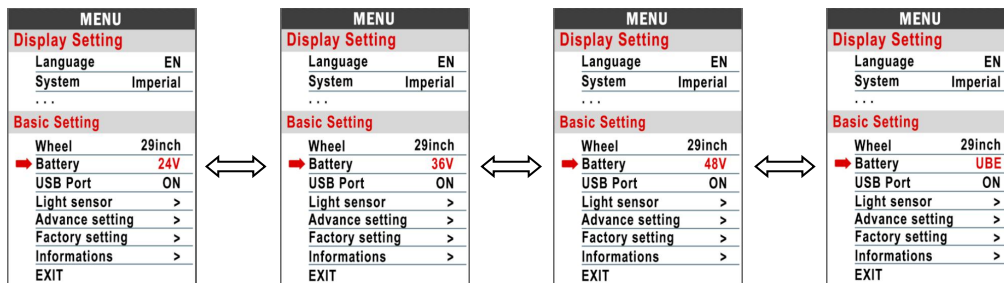 MENU
Display Setting
Language EN
System Imperial
. . .
Basic Setting
Wheel 29inch
Battery 24V
USB Port ON
Light sensor >
Advance setting >
Factory setting >
Informations >
EXIT
MENU
Display Setting
Language EN
System Imperial
. . .
Basic Setting
Wheel 29inch
Battery 36V
USB Port ON
Light sensor >
Advance setting >
Factory setting >
Informations >
EXIT
MENU
Display Setting
Language EN
System Imperial
. . .
Basic Setting
Wheel 29inch
Battery 48V
USB Port ON
Light sensor >
Advance setting >
Factory setting >
Informations >
EXIT
MENU
Display Setting
Language EN
System Imperial
. . .
Basic Setting
Wheel 29inch
Battery UBE
USB Port ON
Light sensor >
Advance setting >
Factory setting >
Informations >
EXIT